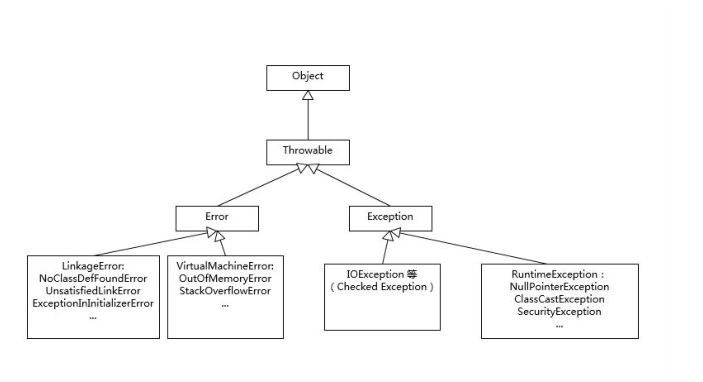 Object
Throwable
Error
Exception
LinkageError:
NoClassDefFoundError
UnsatisfiedLinkError
ExceptionInInitializerError
...
VirtualMachineError:
OutOfMemoryError
StackOverflowError
...
IOException 等
（Checked Exception）
RuntimeException：
NullPointerException
ClassCastException
SecurityException
...